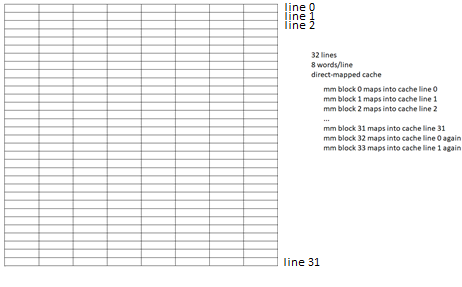 line 0
line 1
line 2
32 lines
8 words/line
direct-mapped cache
mm block 0 maps into cache line 0
mm block 1 maps into cache line 1
mm block 2 maps into cache line 2
...
mm block 31 maps into cache line 31
mm block 32 maps into cache line 0 again
mm block 33 maps into cache line 1 again
line 31